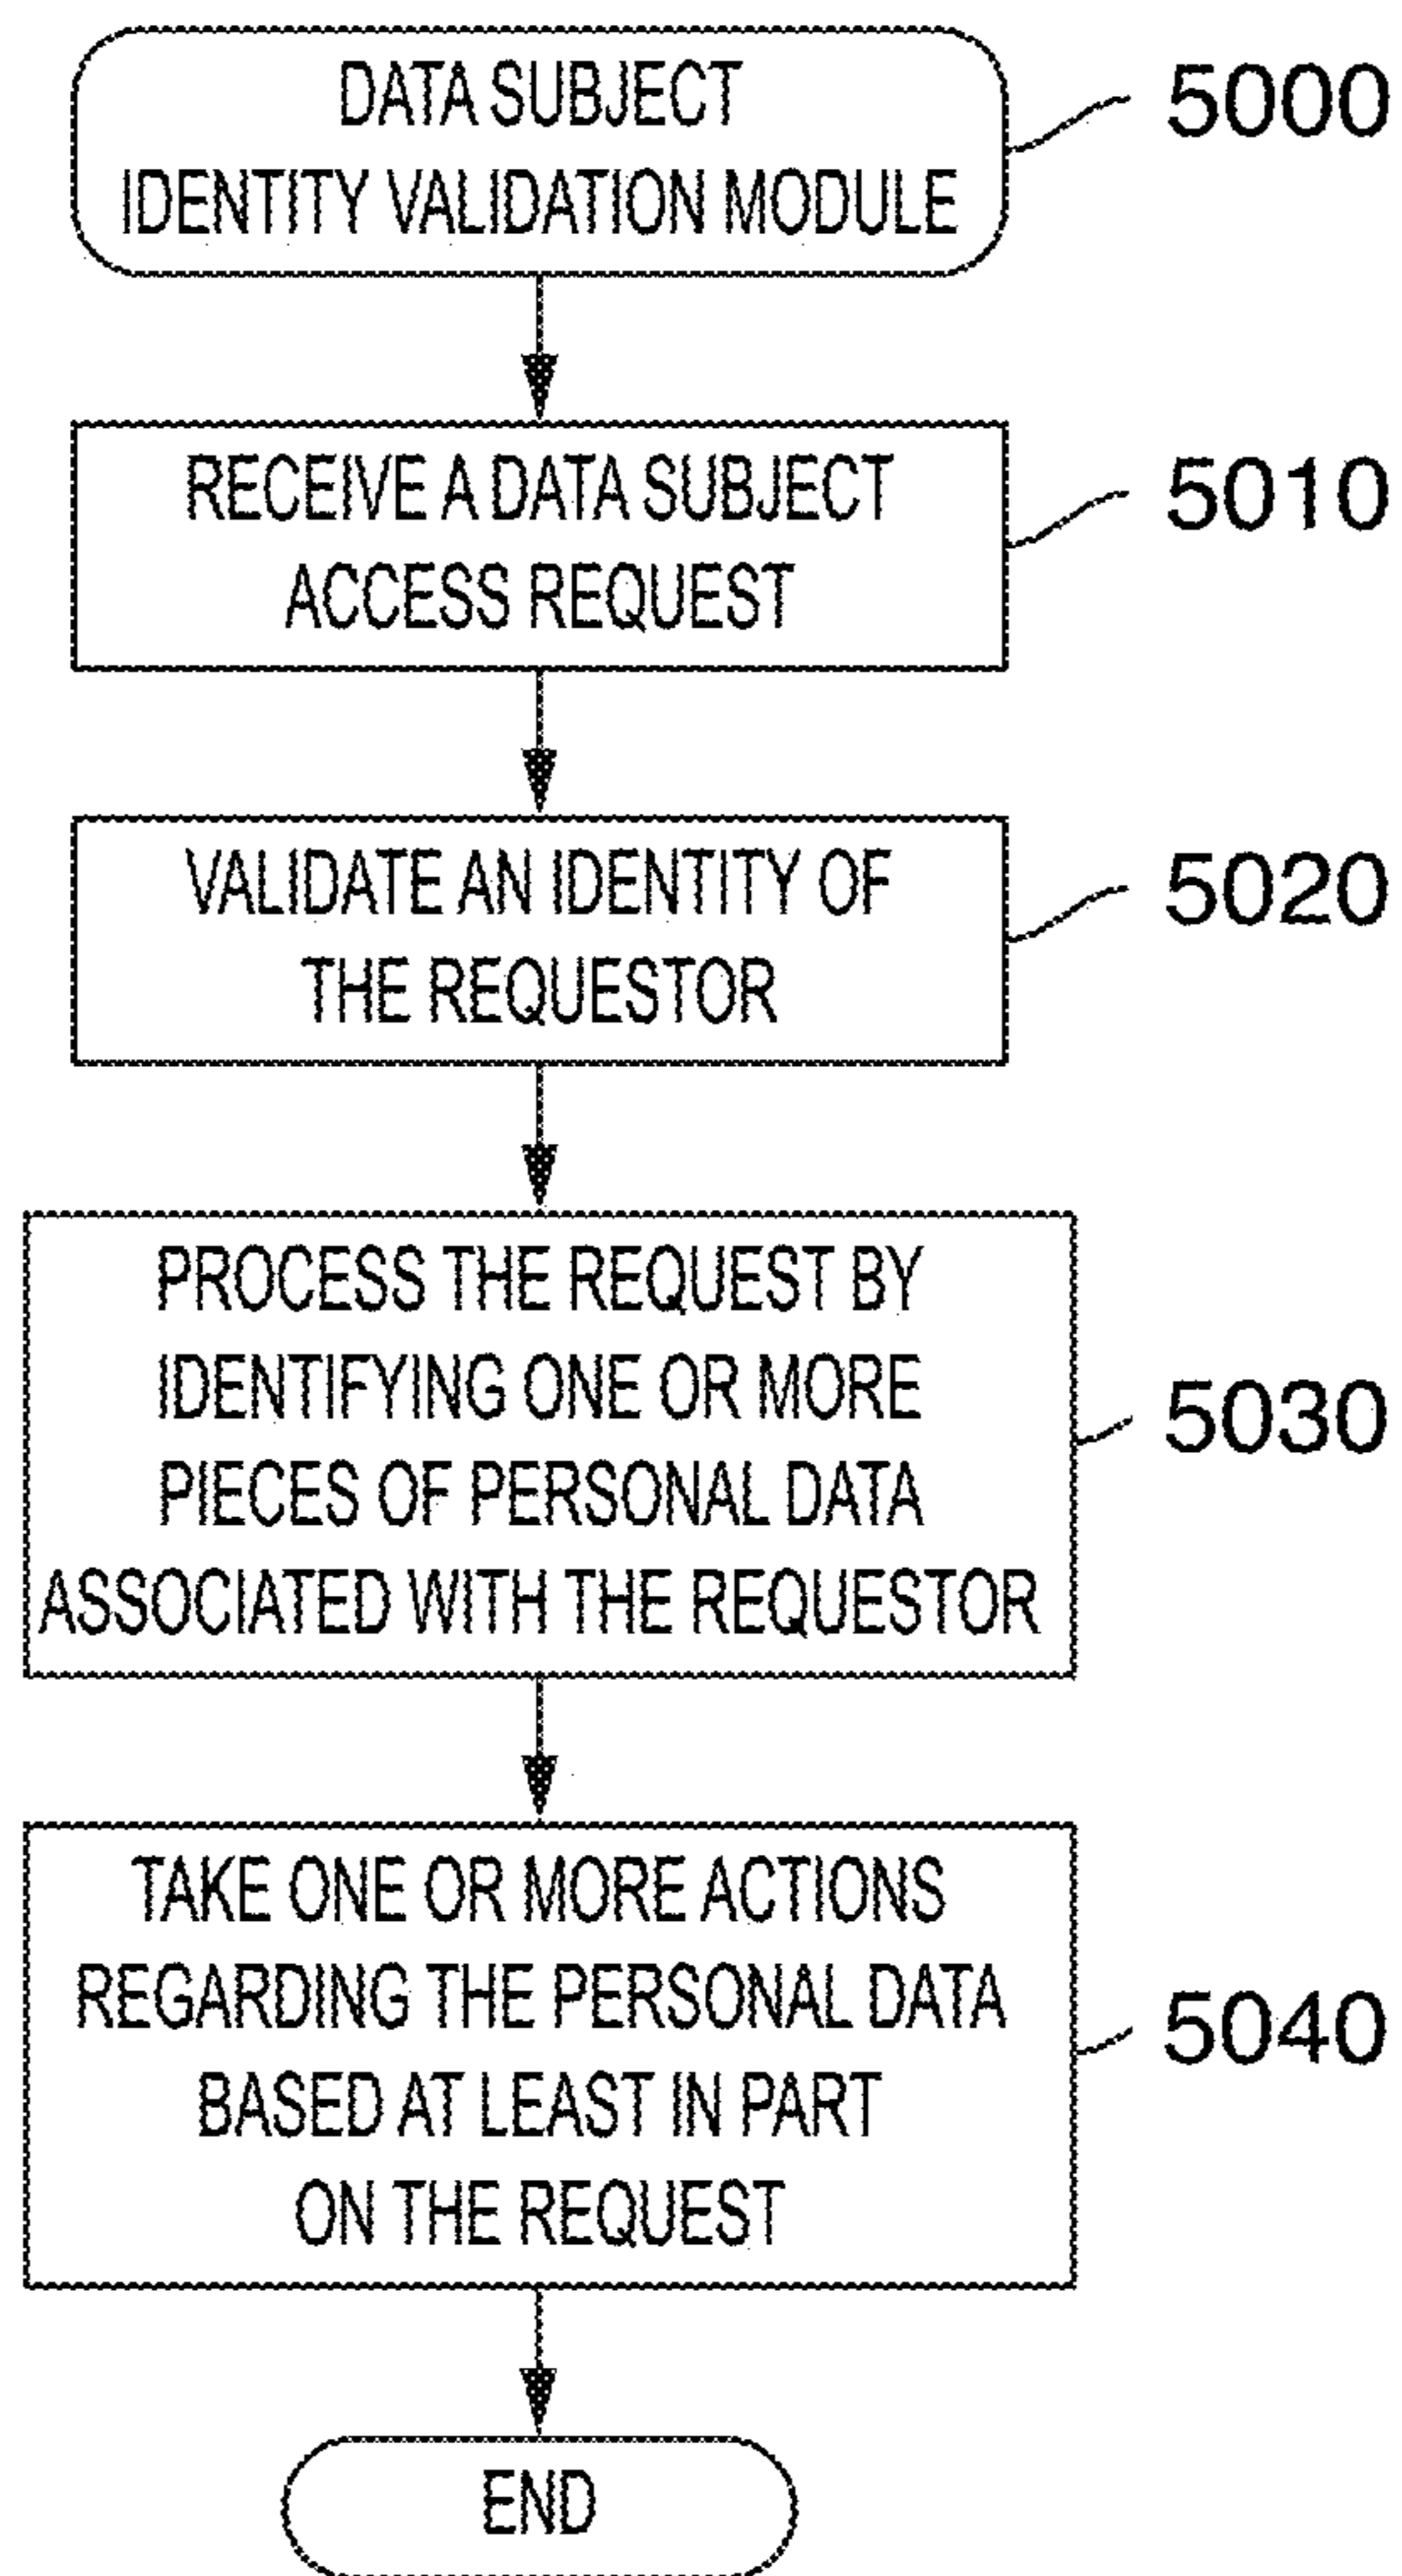 DATA SUBJECT
IDENTITY VALIDATION MODULE
5000
RECEIVE A DATA SUBJECT
ACCESS REQUEST
5010
VALIDATE AN IDENTITY OF
THE REQUESTOR
5020
PROCESS THE REQUEST BY
IDENTIFYING ONE OR MORE
PIECES OF PERSONAL DATA
ASSOCIATED WITH THE REQUESTOR
5030
TAKE ONE OR MORE ACTIONS
REGARDING THE PERSONAL DATA
BASED AT LEAST IN PART
ON THE REQUEST
5040
END